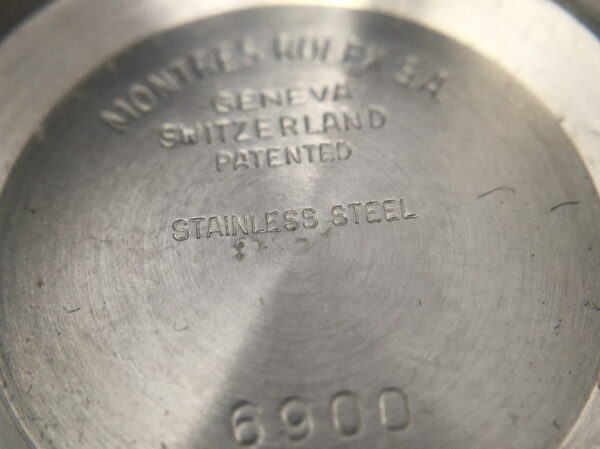 MONTRES ROLEX S.A
GENEVA
SWITZERLAND
PATENTED
STAINLESS STEEL
6900